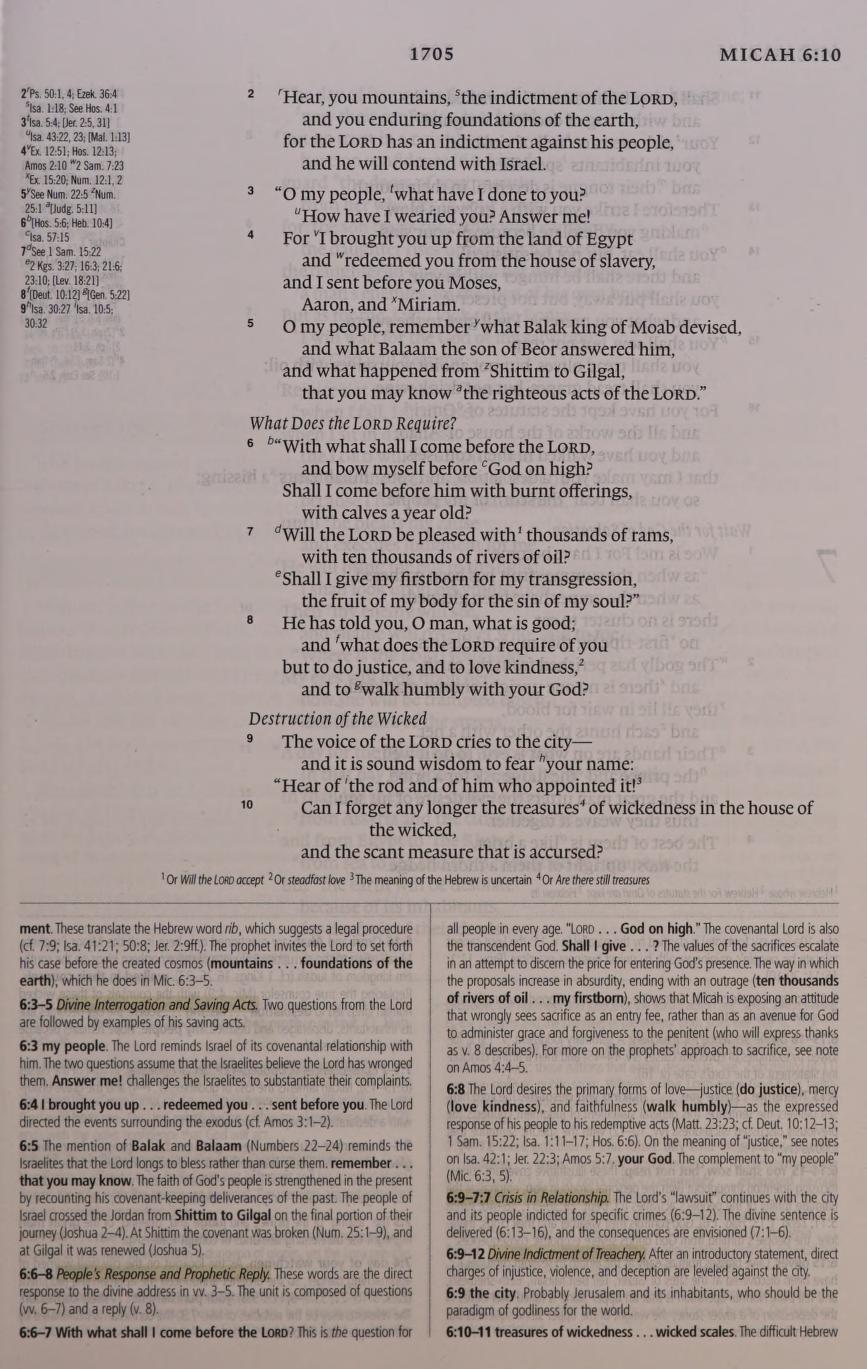 1705
MICAH 6:10
2 ʳPs. 50:1, 4; Ezek. 36:4
ˢIsa. 1:18; See Hos. 4:1
3 ᵗIsa. 5:4; [Jer. 2:5, 31]
ᵘIsa. 43:22, 23; [Mal. 1:13]
4 ᵛEx. 12:51; Hos. 12:13;
Amos 2:10 ʷ2 Sam. 7:23
ˣEx. 15:20; Num. 12:1, 2
5 ʸSee Num. 22:5 ᶻNum.
25:1 ᵃ[Judg. 5:11]
6 ᵇ[Hos. 5:6; Heb. 10:4]
ᶜIsa. 57:15
7 ᵈSee 1 Sam. 15:22
ᵉ2 Kgs. 3:27; 16:3; 21:6;
23:10; [Lev. 18:21]
8 ᶠ[Deut. 10:12] ᵍ[Gen. 5:22]
9 ʰIsa. 30:27 ⁱIsa. 10:5;
30:32
2 ʳHear, you mountains, ˢthe indictment of the LORD,
and you enduring foundations of the earth,
for the LORD has an indictment against his people,
and he will contend with Israel.
3 “O my people, ᵗwhat have I done to you?
ᵘHow have I wearied you? Answer me!
4 For ᵛI brought you up from the land of Egypt
and ʷredeemed you from the house of slavery,
and I sent before you Moses,
Aaron, and ˣMiriam.
5 O my people, remember ʸwhat Balak king of Moab devised,
and what Balaam the son of Beor answered him,
and what happened from ᶻShittim to Gilgal,
that you may know ᵃthe righteous acts of the LORD.”
What Does the LORD Require?
6 ᵇ“With what shall I come before the LORD,
and bow myself before ᶜGod on high?
Shall I come before him with burnt offerings,
with calves a year old?
7 ᵈWill the LORD be pleased with¹ thousands of rams,
with ten thousands of rivers of oil?
ᵉShall I give my firstborn for my transgression,
the fruit of my body for the sin of my soul?”
8 He has told you, O man, what is good;
and ᶠwhat does the LORD require of you
but to do justice, and to love kindness,²
and to ᵍwalk humbly with your God?
Destruction of the Wicked
9 The voice of the LORD cries to the city—
and it is sound wisdom to fear ʰyour name:
“Hear of ⁱthe rod and of him who appointed it!³
10 Can I forget any longer the treasures⁴ of wickedness in the house of
the wicked,
and the scant measure that is accursed?
¹ Or Will the LORD accept ² Or steadfast love ³ The meaning of the Hebrew is uncertain ⁴ Or Are there still treasures
ment. These translate the Hebrew word rib, which suggests a legal procedure
(cf. 7:9; Isa. 41:21; 50:8; Jer. 2:9ff.). The prophet invites the Lord to set forth
his case before the created cosmos (mountains . . . foundations of the
earth), which he does in Mic. 6:3–5.
6:3–5 Divine Interrogation and Saving Acts. Two questions from the Lord
are followed by examples of his saving acts.
6:3 my people. The Lord reminds Israel of its covenantal relationship with
him. The two questions assume that the Israelites believe the Lord has wronged
them. Answer me! challenges the Israelites to substantiate their complaints.
6:4 I brought you up . . . redeemed you . . . sent before you. The Lord
directed the events surrounding the exodus (cf. Amos 3:1–2).
6:5 The mention of Balak and Balaam (Numbers 22–24) reminds the
Israelites that the Lord longs to bless rather than curse them. remember . . .
that you may know. The faith of God's people is strengthened in the present
by recounting his covenant-keeping deliverances of the past. The people of
Israel crossed the Jordan from Shittim to Gilgal on the final portion of their
journey (Joshua 2–4). At Shittim the covenant was broken (Num. 25:1–9), and
at Gilgal it was renewed (Joshua 5).
6:6–8 People's Response and Prophetic Reply. These words are the direct
response to the divine address in vv. 3–5. The unit is composed of questions
(vv. 6–7) and a reply (v. 8).
6:6–7 With what shall I come before the LORD? This is the question for
all people in every age. “LORD . . . God on high.” The covenantal Lord is also
the transcendent God. Shall I give . . . ? The values of the sacrifices escalate
in an attempt to discern the price for entering God's presence. The way in which
the proposals increase in absurdity, ending with an outrage (ten thousands
of rivers of oil . . . my firstborn), shows that Micah is exposing an attitude
that wrongly sees sacrifice as an entry fee, rather than as an avenue for God
to administer grace and forgiveness to the penitent (who will express thanks
as v. 8 describes). For more on the prophets' approach to sacrifice, see note
on Amos 4:4–5.
6:8 The Lord desires the primary forms of love—justice (do justice), mercy
(love kindness), and faithfulness (walk humbly)—as the expressed
response of his people to his redemptive acts (Matt. 23:23; cf. Deut. 10:12–13;
1 Sam. 15:22; Isa. 1:11–17; Hos. 6:6). On the meaning of “justice,” see notes
on Isa. 42:1; Jer. 22:3; Amos 5:7. your God. The complement to “my people”
(Mic. 6:3, 5).
6:9–7:7 Crisis in Relationship. The Lord's “lawsuit” continues with the city
and its people indicted for specific crimes (6:9–12). The divine sentence is
delivered (6:13–16), and the consequences are envisioned (7:1–6).
6:9–12 Divine Indictment of Treachery. After an introductory statement, direct
charges of injustice, violence, and deception are leveled against the city.
6:9 the city. Probably Jerusalem and its inhabitants, who should be the
paradigm of godliness for the world.
6:10–11 treasures of wickedness . . . wicked scales. The difficult Hebrew